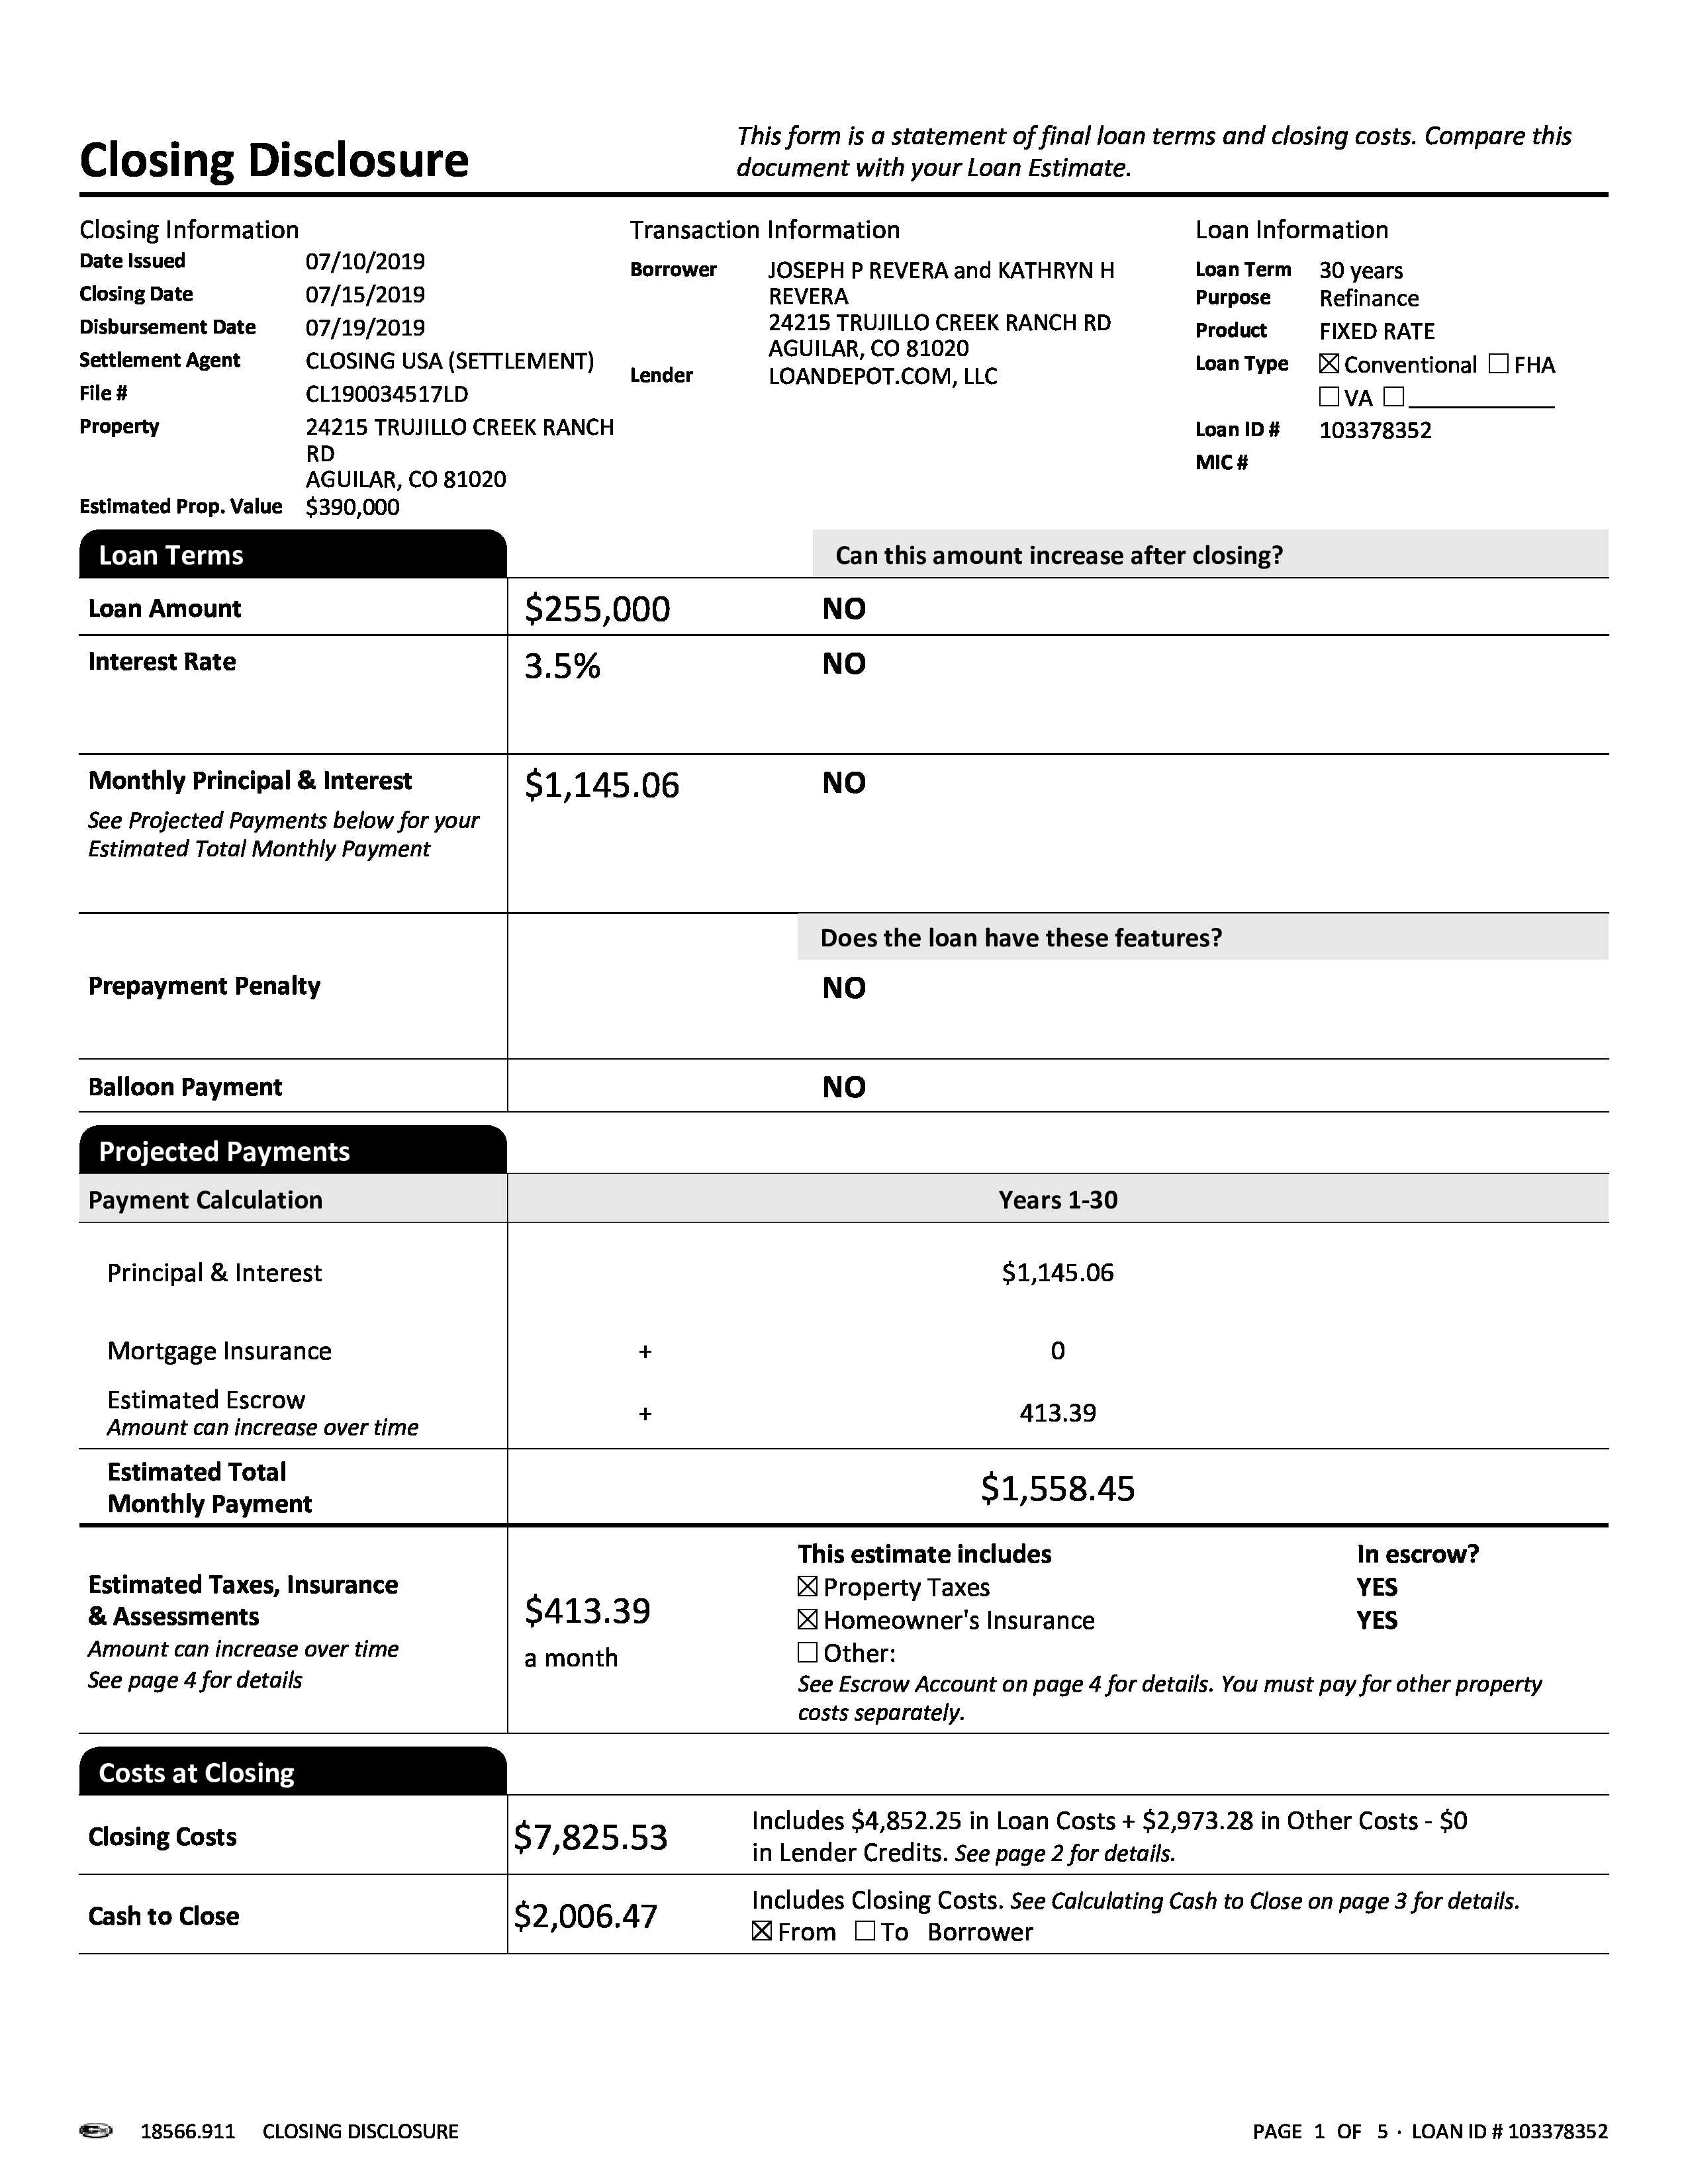 Closing Disclosure
This form is a statement of final loan terms and closing costs. Compare this
document with your Loan Estimate.
Closing Information
Date Issued 07/10/2019
Closing Date 07/15/2019
Disbursement Date 07/19/2019
Settlement Agent CLOSING USA (SETTLEMENT)
File # CL190034517LD
Property 24215 TRUJILLO CREEK RANCH
RD
AGUILAR, CO 81020
Estimated Prop. Value $390,000
Transaction Information
Borrower JOSEPH P REVERA and KATHRYN H
REVERA
24215 TRUJILLO CREEK RANCH RD
AGUILAR, CO 81020
Lender LOANDEPOT.COM, LLC
Loan Information
Loan Term 30 years
Purpose Refinance
Product FIXED RATE
Loan Type ☒ Conventional ☐ FHA
☐ VA ☐ ____________
Loan ID # 103378352
MIC #
Loan Terms Can this amount increase after closing?
Loan Amount $255,000 NO
Interest Rate 3.5% NO
Monthly Principal & Interest $1,145.06 NO
See Projected Payments below for your
Estimated Total Monthly Payment
Does the loan have these features?
Prepayment Penalty NO
Balloon Payment NO
Projected Payments
Payment Calculation Years 1-30
Principal & Interest $1,145.06
Mortgage Insurance + 0
Estimated Escrow
Amount can increase over time + 413.39
Estimated Total
Monthly Payment $1,558.45
Estimated Taxes, Insurance
& Assessments
Amount can increase over time
See page 4 for details
$413.39
a month
This estimate includes In escrow?
☒ Property Taxes YES
☒ Homeowner's Insurance YES
☐ Other:
See Escrow Account on page 4 for details. You must pay for other property
costs separately.
Costs at Closing
Closing Costs $7,825.53 Includes $4,852.25 in Loan Costs + $2,973.28 in Other Costs - $0
in Lender Credits. See page 2 for details.
Cash to Close $2,006.47 Includes Closing Costs. See Calculating Cash to Close on page 3 for details.
☒ From ☐ To Borrower
18566.911 CLOSING DISCLOSURE PAGE 1 OF 5 · LOAN ID # 103378352